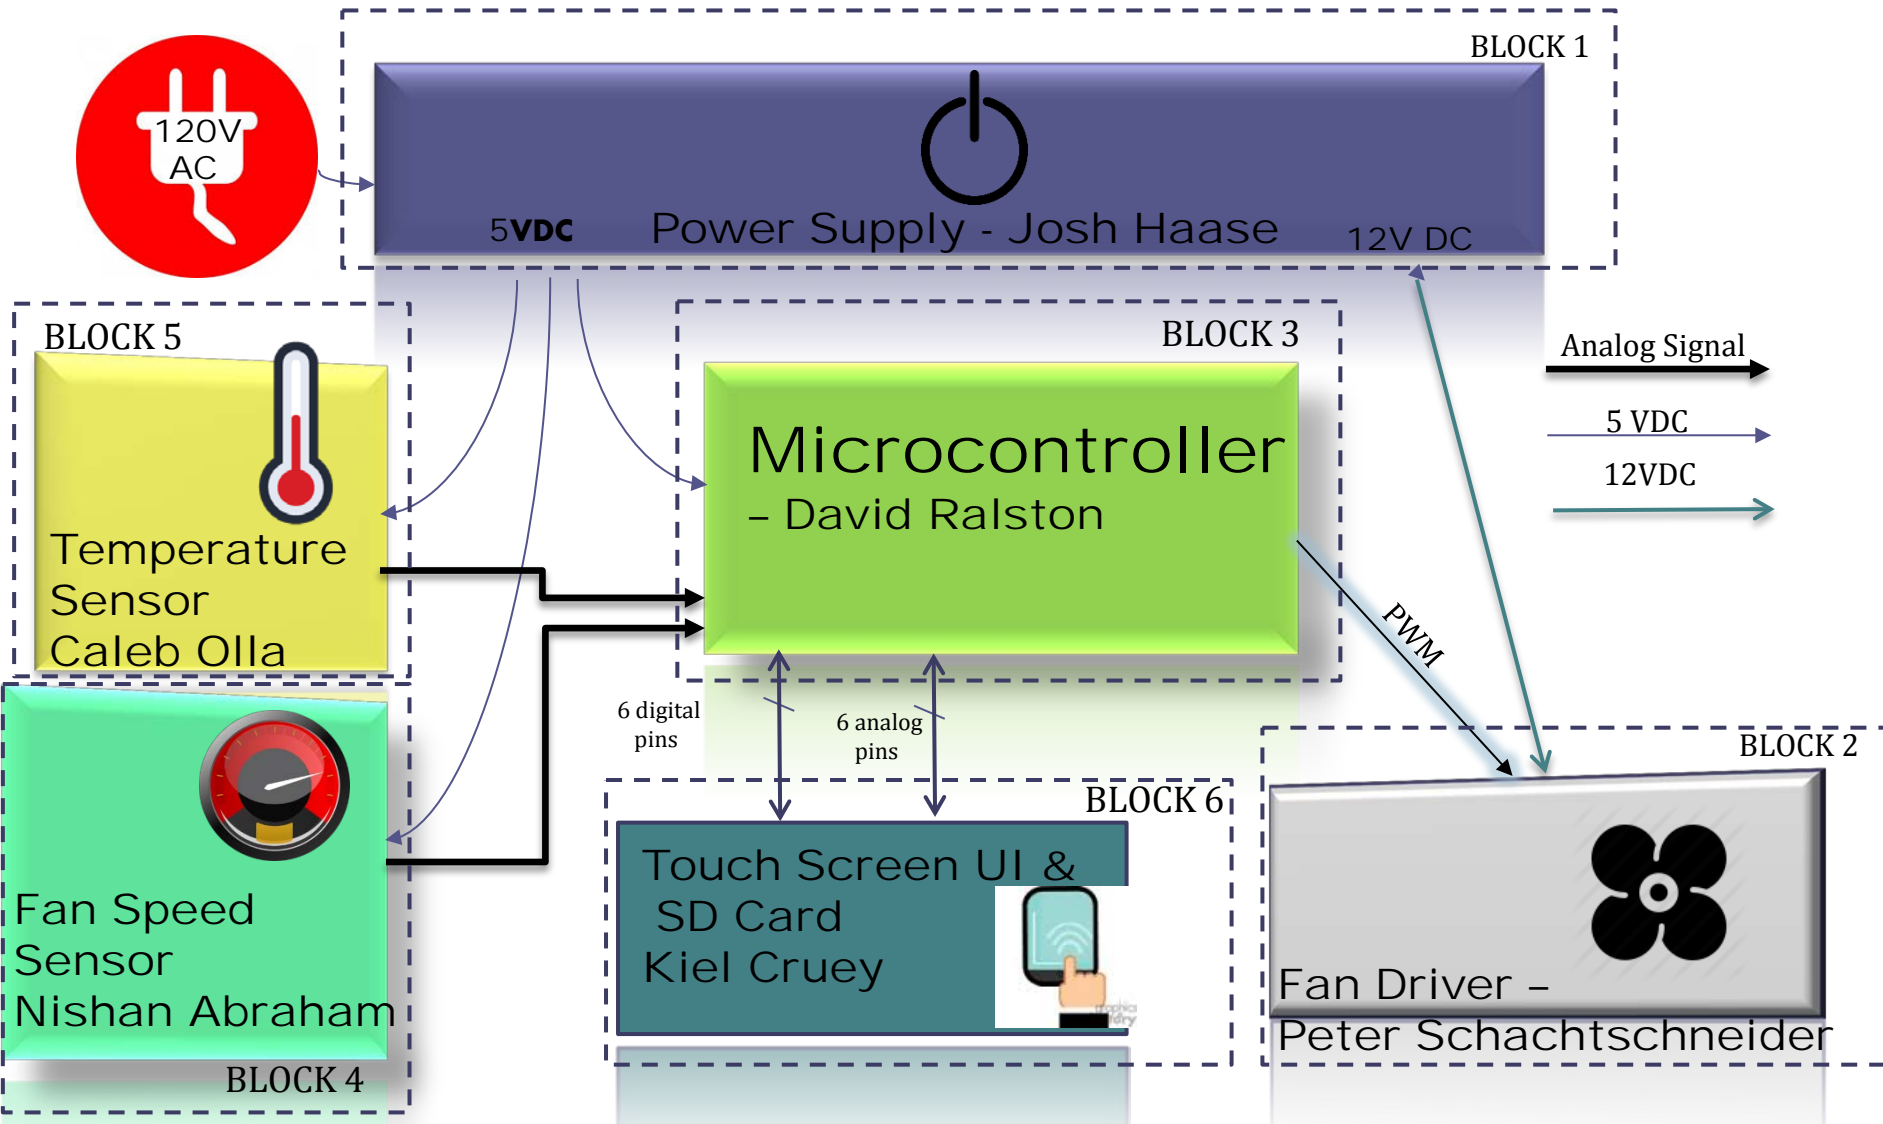 BLOCK 1
120V
AC
5VDC
Power Supply - Josh Haase
12V DC
BLOCK 5
Temperature
Sensor
Caleb Olla
BLOCK 3
Microcontroller
– David Ralston
Analog Signal
5 VDC
12VDC
PWM
6 digital
pins
6 analog
pins
BLOCK 2
Fan Driver –
Peter Schachtschneider
BLOCK 6
Touch Screen UI &
SD Card
Kiel Cruey
Fan Speed
Sensor
Nishan Abraham
BLOCK 4